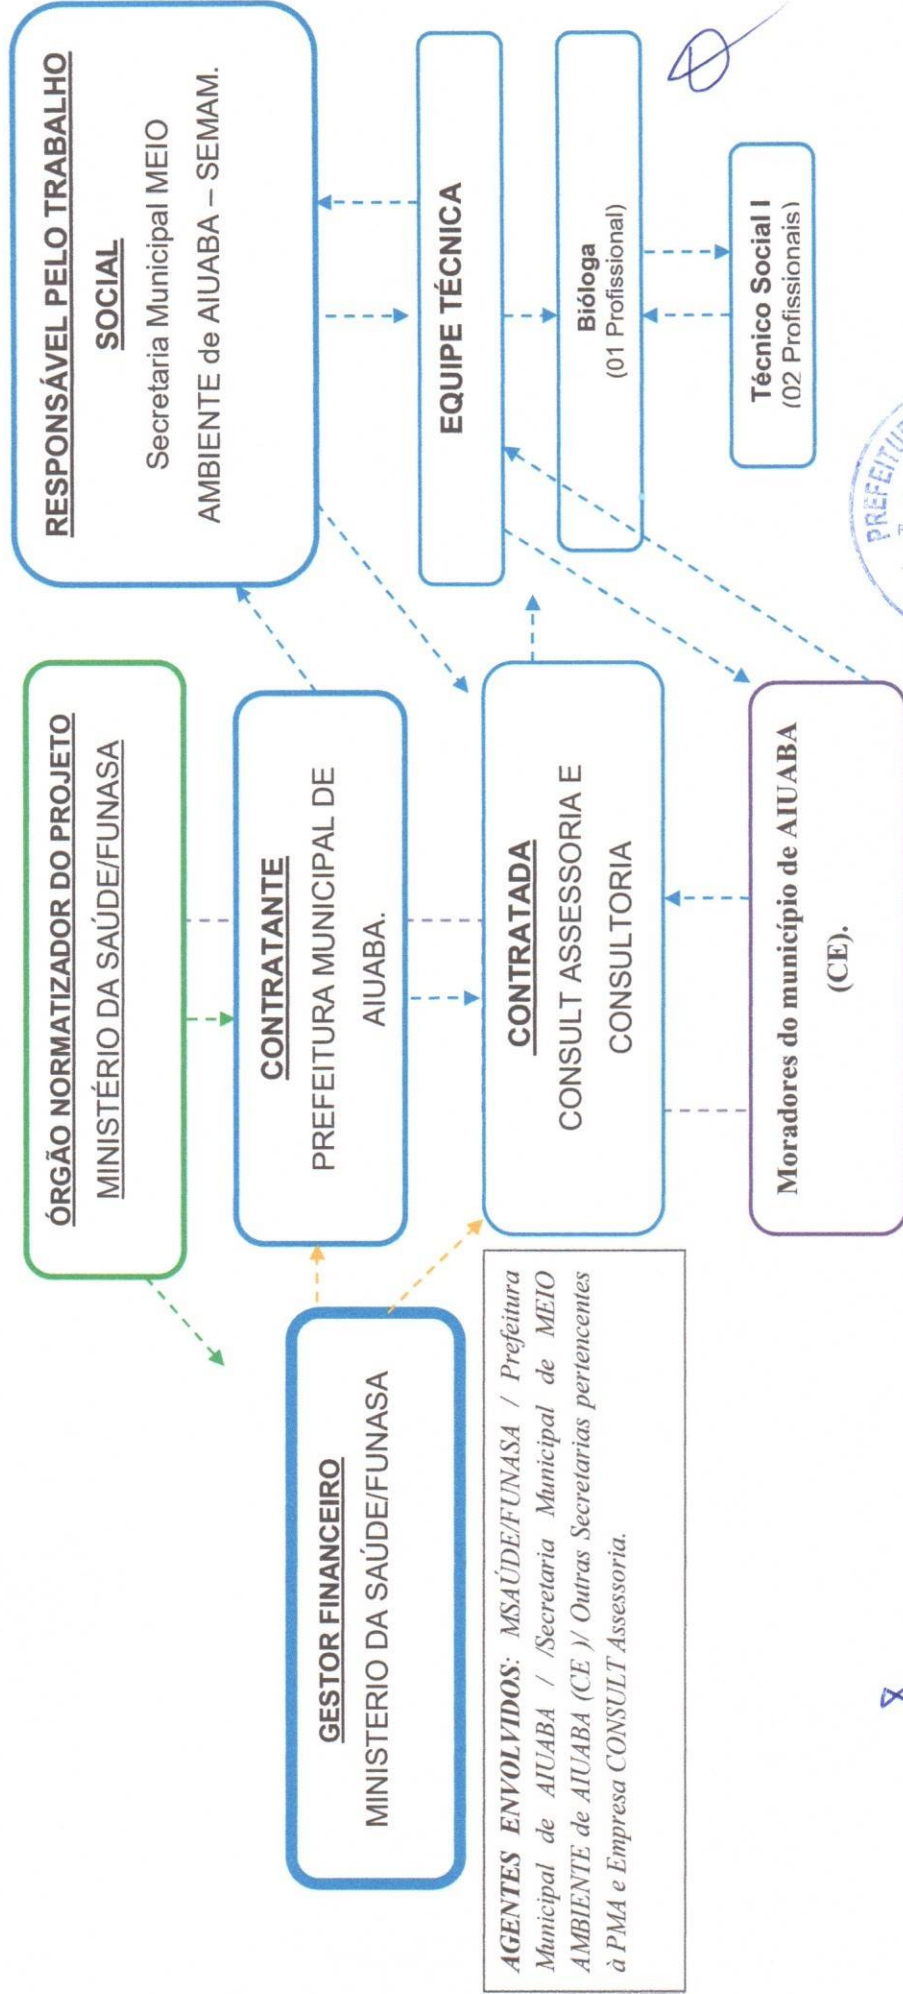 ÓRGÃO NORMATIZADOR DO PROJETO
MINISTÉRIO DA SAÚDE/FUNASA
RESPONSÁVEL PELO TRABALHO
SOCIAL
Secretaria Municipal MEIO
AMBIENTE de AIUABA – SEMAM.
GESTOR FINANCEIRO
MINISTERIO DA SAÚDE/FUNASA
CONTRATANTE
PREFEITURA MUNICIPAL DE
AIUABA.
EQUIPE TÉCNICA
CONTRATADA
CONSULT ASSESSORIA E
CONSULTORIA
Bióloga
(01 Profissional)
Técnico Social I
(02 Profissionais)
AGENTES ENVOLVIDOS: MSAÚDE/FUNASA / Prefeitura
Municipal de AIUABA / /Secretaria Municipal de MEIO
AMBIENTE de AIUABA (CE )/ Outras Secretarias pertencentes
à PMA e Empresa CONSULT Assessoria.
Moradores do município de AIUABA
(CE).